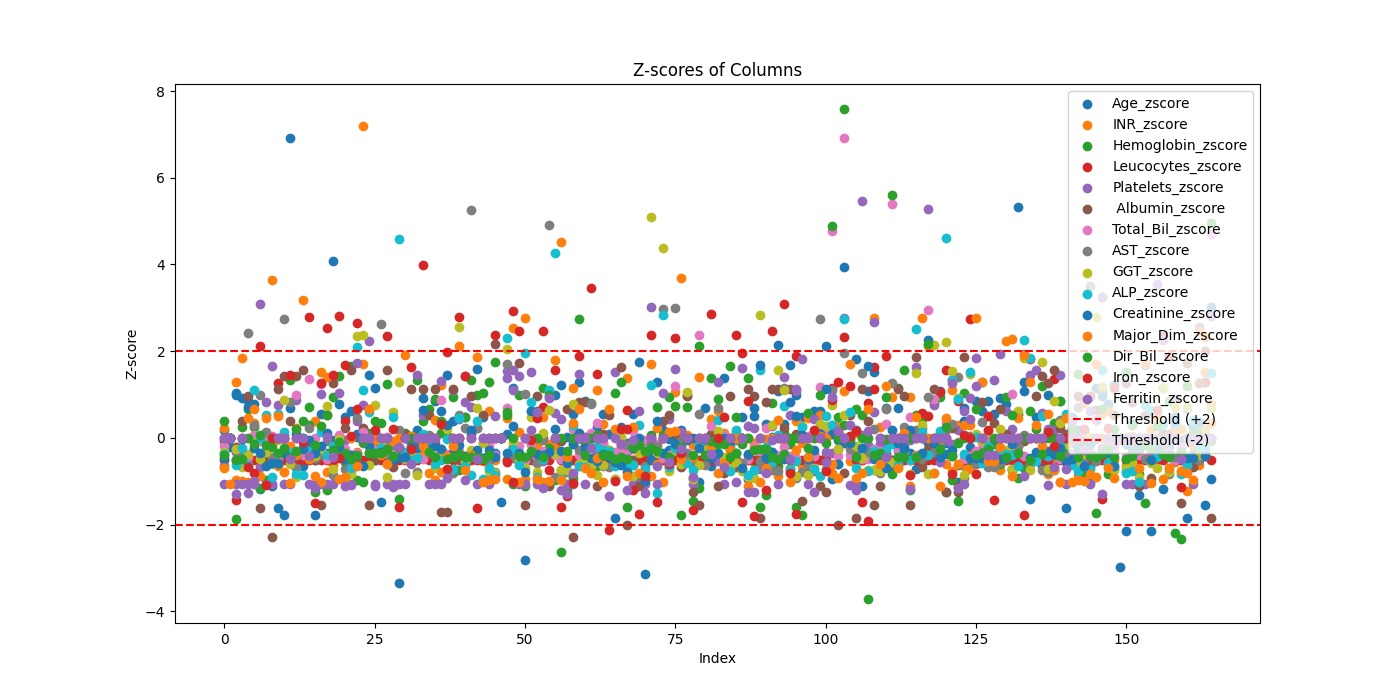 Z-scores of Columns
Z-score
8
6
4
2
0
−2
−4
0
25
50
75
100
125
150
Index
Age_zscore
INR_zscore
Hemoglobin_zscore
Leucocytes_zscore
Platelets_zscore
Albumin_zscore
Total_Bil_zscore
AST_zscore
GGT_zscore
ALP_zscore
Creatinine_zscore
Major_Dim_zscore
Dir_Bil_zscore
Iron_zscore
Ferritin_zscore
Threshold (+2)
Threshold (-2)